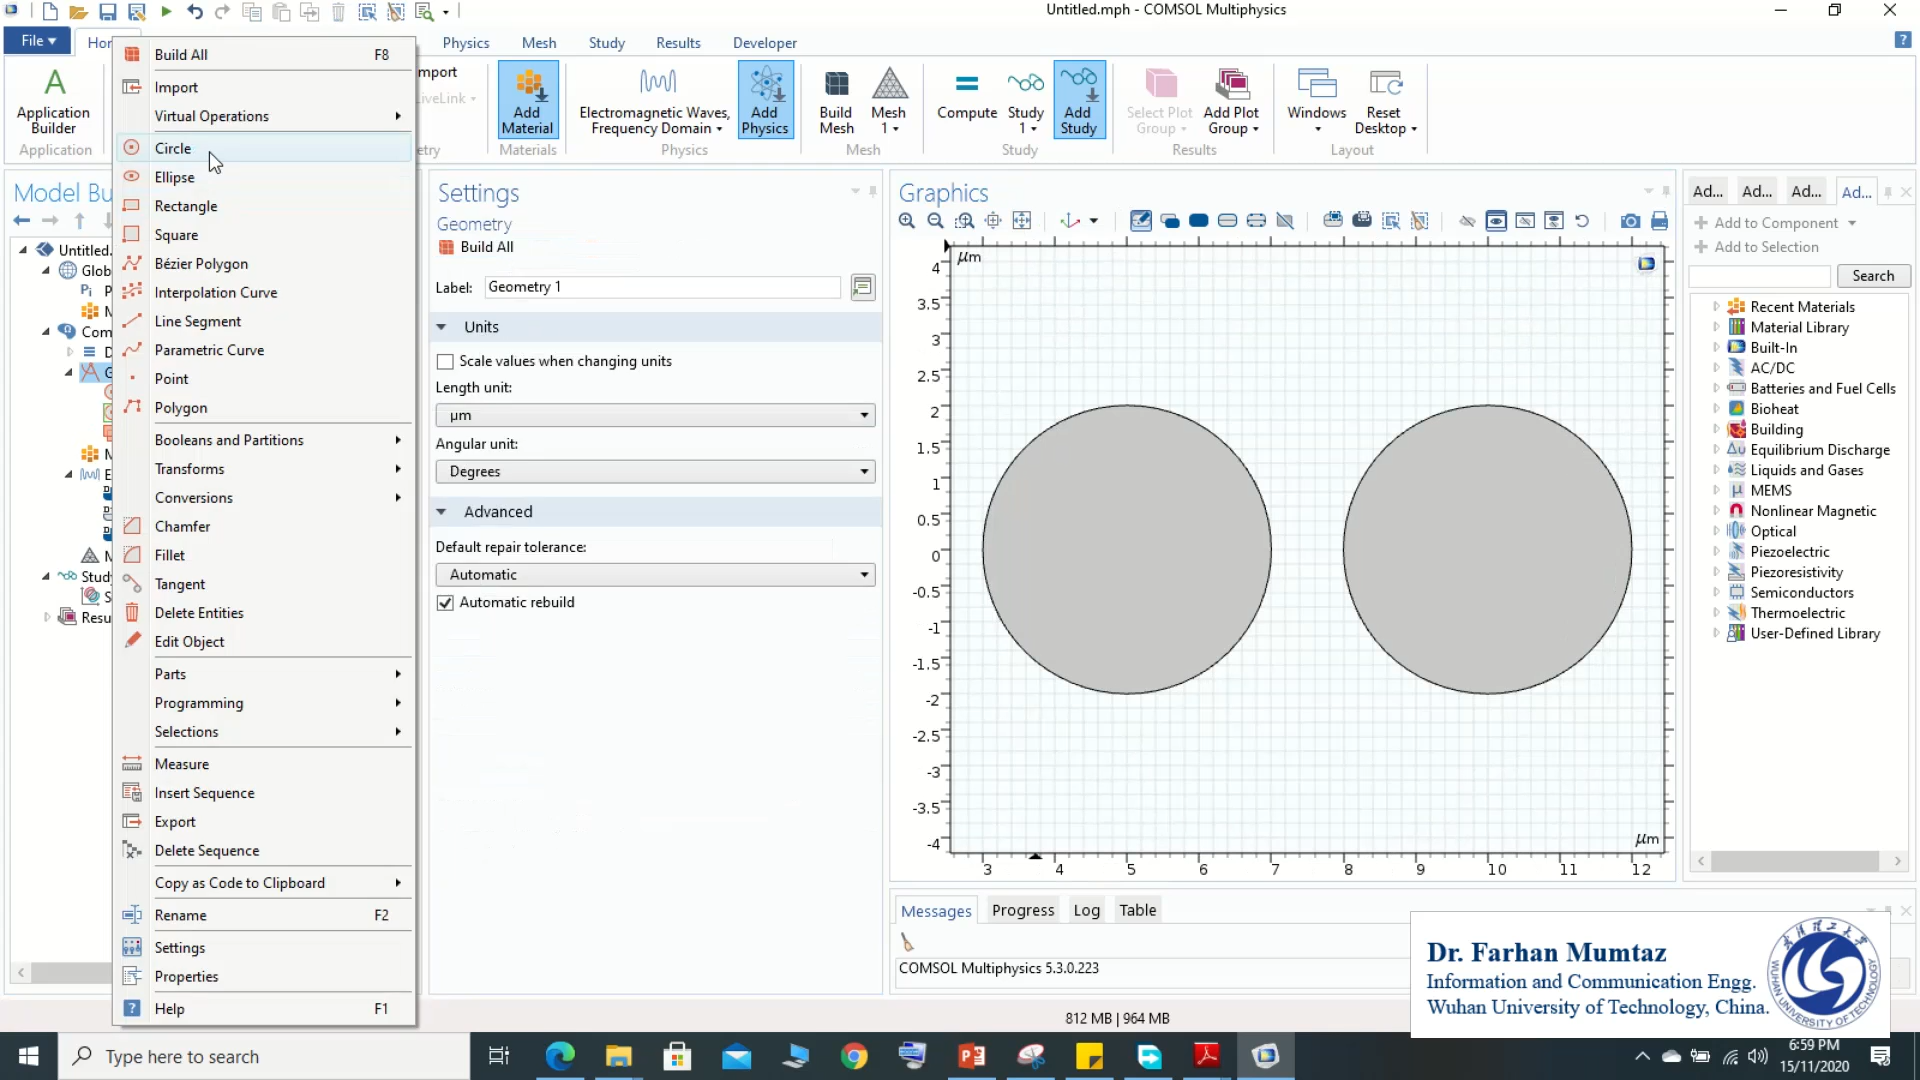 Untitled.mph - COMSOL Multiphysics
File
Physics
Mesh
Study
Results
Developer
Application Builder
Application
Add Material
Materials
Electromagnetic Waves, Frequency Domain
Add Physics
Physics
Build Mesh
Mesh 1
Mesh
Compute
Study 1
Add Study
Study
Select Plot Group
Add Plot Group
Results
Windows
Reset Desktop
Layout
Build All F8
Import
Virtual Operations
Circle
Ellipse
Rectangle
Square
Bézier Polygon
Interpolation Curve
Line Segment
Parametric Curve
Point
Polygon
Booleans and Partitions
Transforms
Conversions
Chamfer
Fillet
Tangent
Delete Entities
Edit Object
Parts
Programming
Selections
Measure
Insert Sequence
Export
Delete Sequence
Copy as Code to Clipboard
Rename F2
Settings
Properties
Help F1
Model Bu
Untitled.
Glob
Com
Stud
Resu
Settings
Geometry
Build All
Label: Geometry 1
Units
Scale values when changing units
Length unit:
µm
Angular unit:
Degrees
Advanced
Default repair tolerance:
Automatic
Automatic rebuild
Graphics
µm
4
3.5
3
2.5
2
1.5
1
0.5
0
-0.5
-1
-1.5
-2
-2.5
-3
-3.5
-4
µm
3 4 5 6 7 8 9 10 11 12
Messages Progress Log Table
COMSOL Multiphysics 5.3.0.223
812 MB | 964 MB
Ad... Ad... Ad... Ad...
Add to Component
Add to Selection
Search
Recent Materials
Material Library
Built-In
AC/DC
Batteries and Fuel Cells
Bioheat
Building
Equilibrium Discharge
Liquids and Gases
MEMS
Nonlinear Magnetic
Optical
Piezoelectric
Piezoresistivity
Semiconductors
Thermoelectric
User-Defined Library
Dr. Farhan Mumtaz
Information and Communication Engg.
Wuhan University of Technology, China.
Type here to search
6:59 PM
15/11/2020